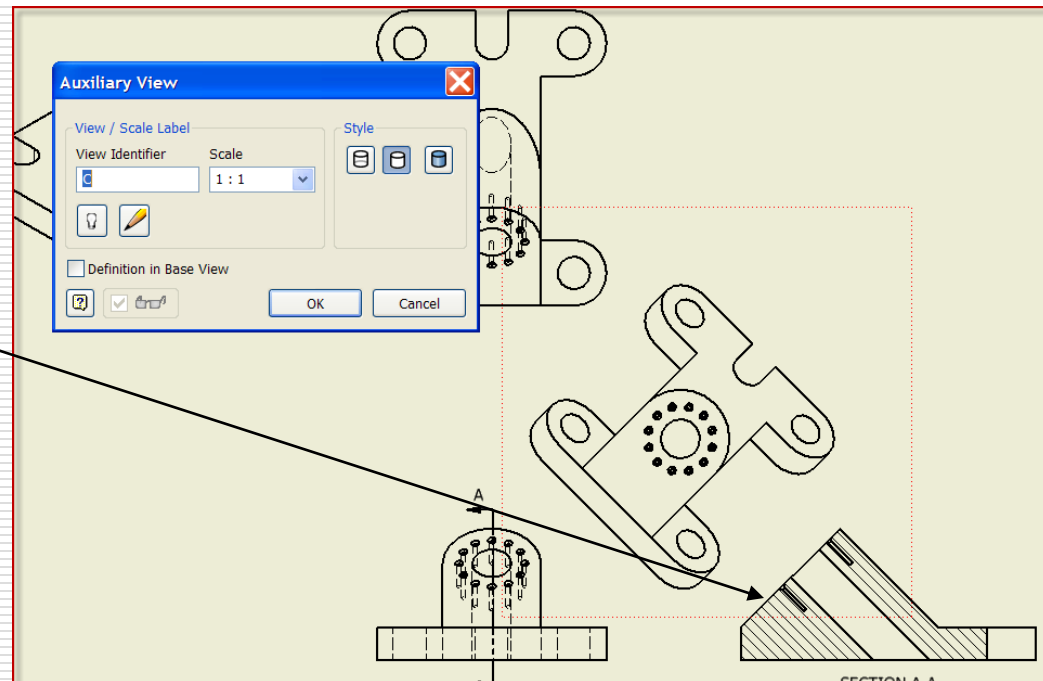 Auxiliary View
View / Scale Label
Style
View Identifier
Scale
C
1 : 1
Definition in Base View
OK
Cancel
A
SECTION A-A